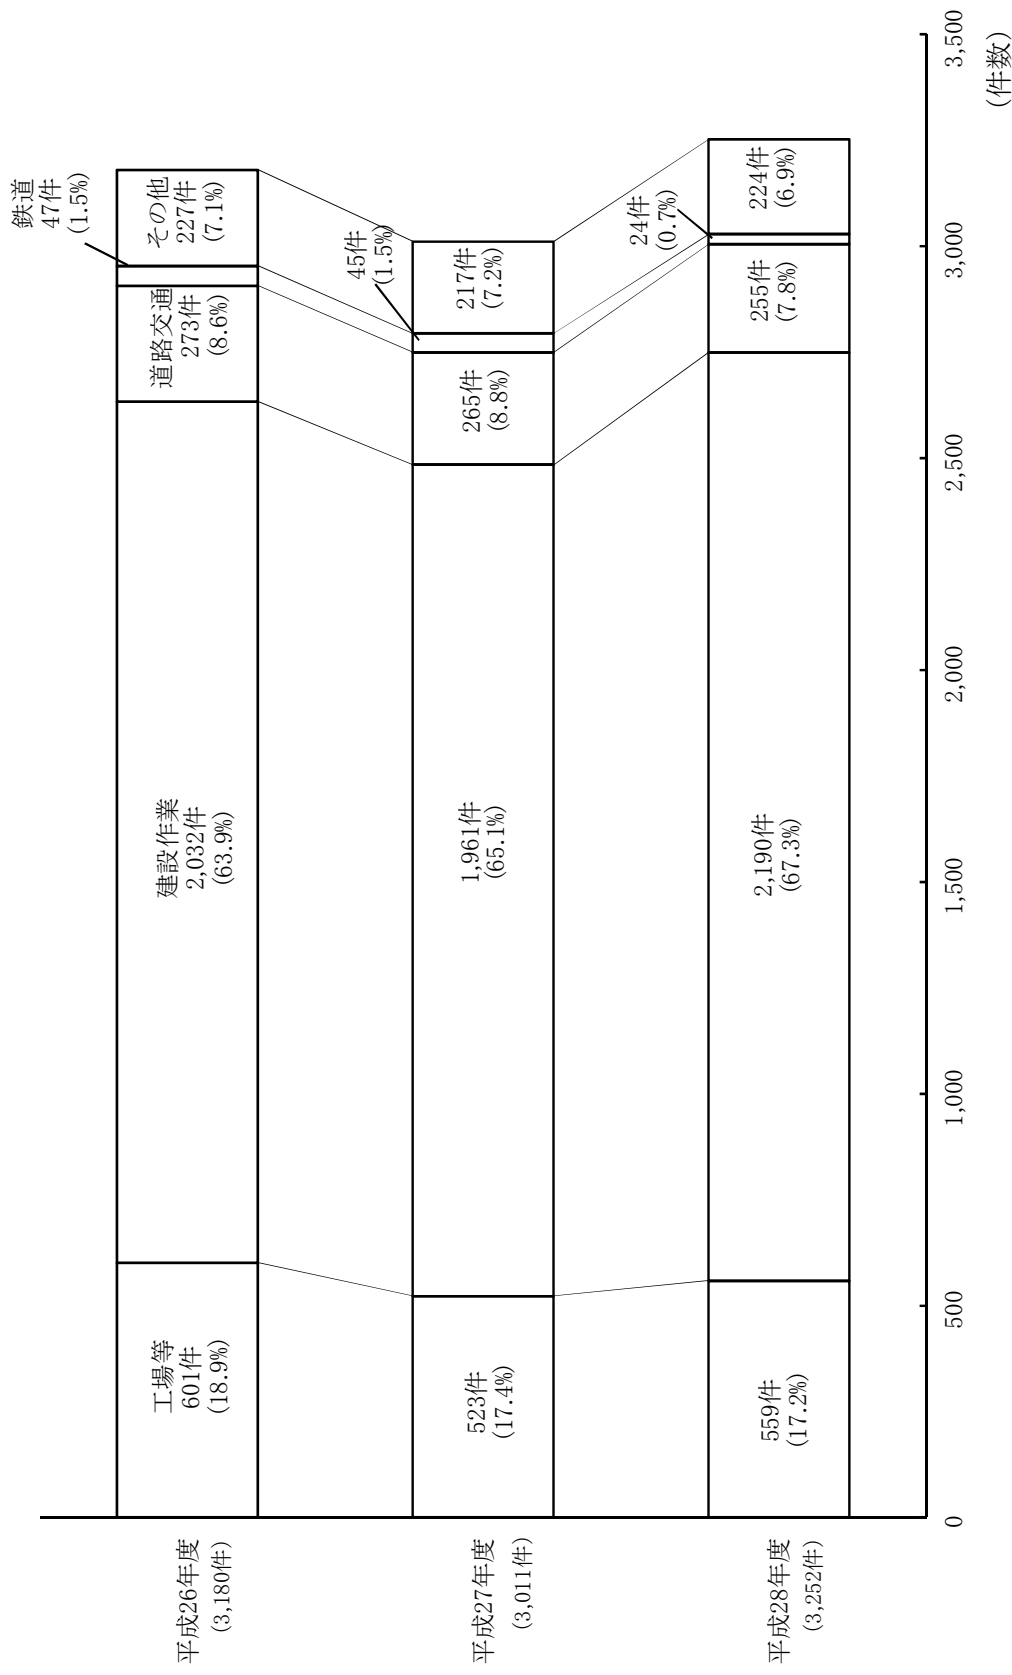 鉄道
47件
(1.5%)
平成26年度
(3,180件)
工場等
601件
(18.9%)
建設作業
2,032件
(63.9%)
道路交通
273件
(8.6%)
その他
227件
(7.1%)
45件
(1.5%)
平成27年度
(3,011件)
523件
(17.4%)
1,961件
(65.1%)
265件
(8.8%)
217件
(7.2%)
24件
(0.7%)
平成28年度
(3,252件)
559件
(17.2%)
2,190件
(67.3%)
255件
(7.8%)
224件
(6.9%)
0
500
1,000
1,500
2,000
2,500
3,000
3,500
(件数)